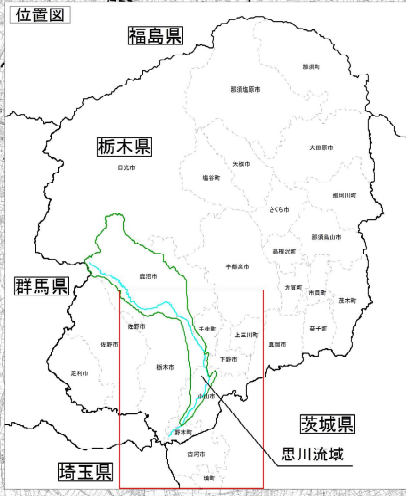 位置図
福島県
那須町
那須塩原市
栃木県
大田原市
日光市
矢板市
塩谷町
那珂川町
さくら市
那須烏山市
高根沢町
宇都宮市
鹿沼市
群馬県
芳賀町
市貝町
茂木町
壬生町
上三川町
益子町
佐野市
真岡市
下野市
足利市
栃木市
小山市
茨城県
野木町
思川流域
古河市
埼玉県
境町